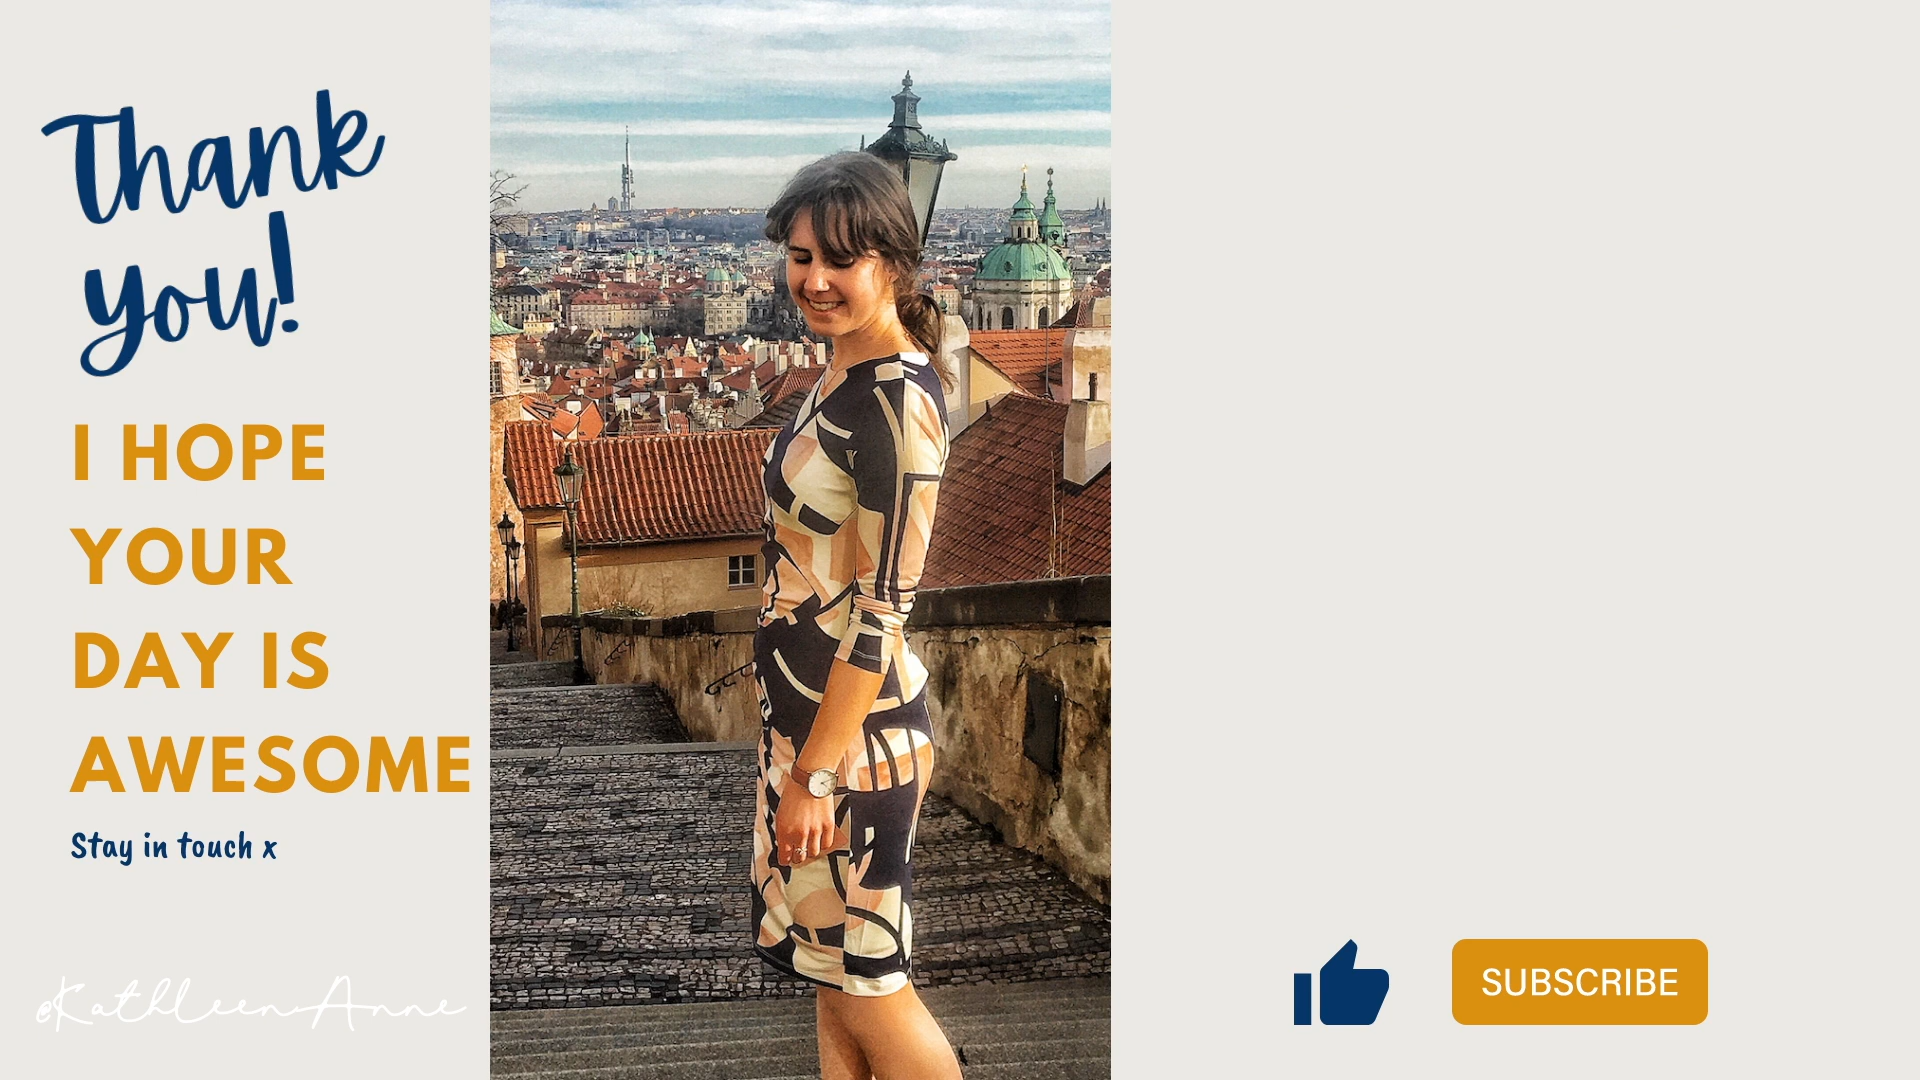 Thank
you!
I HOPE
YOUR
DAY IS
AWESOME
Stay in touch x
@KathleenAnne
SUBSCRIBE